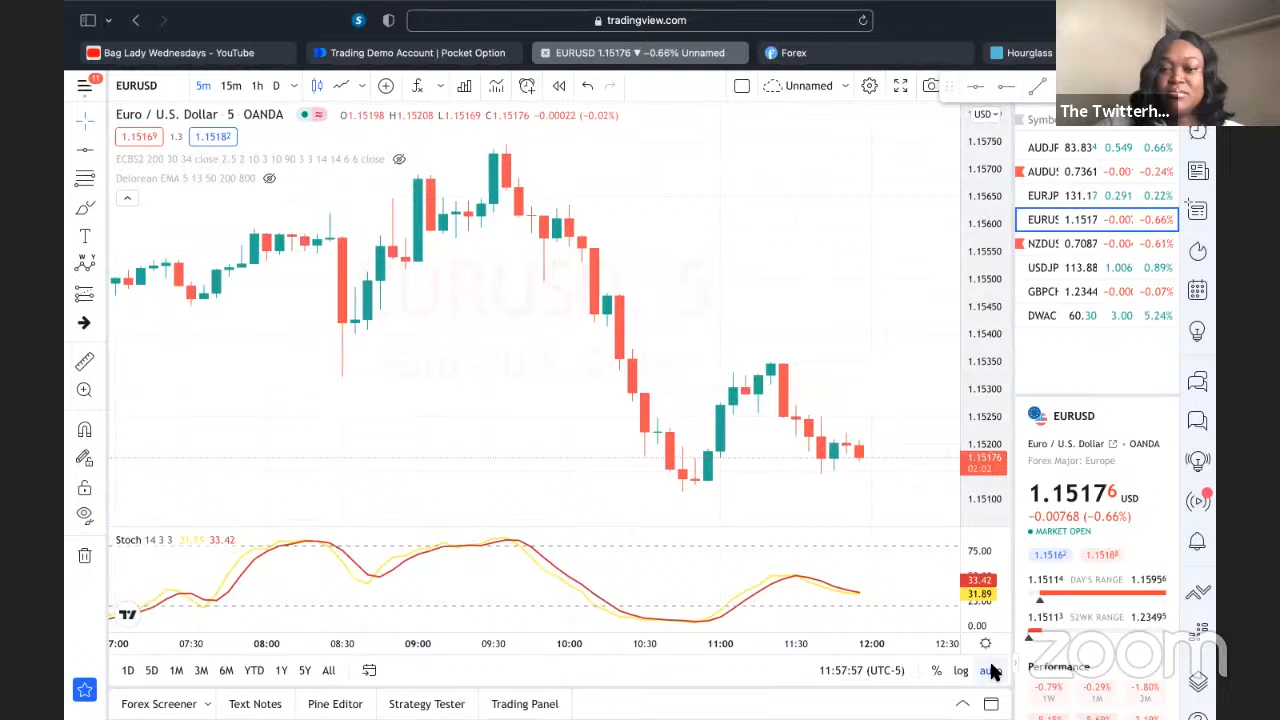 tradingview.com
Bag Lady Wednesdays - YouTube
Trading Demo Account | Pocket Option
EURUSD 1.15176 ▼ −0.66% Unnamed
Forex
Hourglass
The Twitterh...
11
EURUSD
5m 15m 1h D
Unnamed
Euro / U.S. Dollar · 5 · OANDA
O1.15198 H1.15208 L1.15169 C1.15176 −0.00022 (−0.02%)
1.15169 1.3 1.15182
ECBS2 200 30 34 close 2.5 2 10 3 10 90 3 3 14 14 6 6 close
Delorean EMA 5 13 50 200 800
USD
1.15750
1.15700
1.15650
1.15600
1.15550
1.15500
1.15450
1.15400
1.15350
1.15300
1.15250
1.15200
1.15176
02:02
1.15100
EURUSD, 5
Euro / U.S. Dollar
Stoch 14 3 3 31.89 33.42
75.00
33.42
31.89
25.00
0.00
07:30 08:00 08:30 09:00 09:30 10:00 10:30 11:00 11:30 12:00 12:30
1D 5D 1M 3M 6M YTD 1Y 5Y All
11:57:57 (UTC-5)
% log
Forex Screener
Text Notes
Pine Editor
Strategy Tester
Trading Panel
AUDJP 83.834 0.549 0.66%
AUDUS 0.7361 −0.24%
EURJP 131.17 0.291 0.22%
EURUS 1.1517 −0.66%
NZDUS 0.7087 −0.61%
USDJP 113.88 1.006 0.89%
GBPCH 1.2344 −0.07%
DWAC 60.30 3.00 5.24%
EURUSD
Euro / U.S. Dollar · OANDA
Forex Major: Europe
1.15176 USD
−0.00768 (−0.66%)
MARKET OPEN
1.15162 1.15182
1.15114 DAY'S RANGE 1.15956
1.15113 52WK RANGE 1.23495
Performance
-0.79% -0.29% -1.80%
1W 1M 3M
zoom